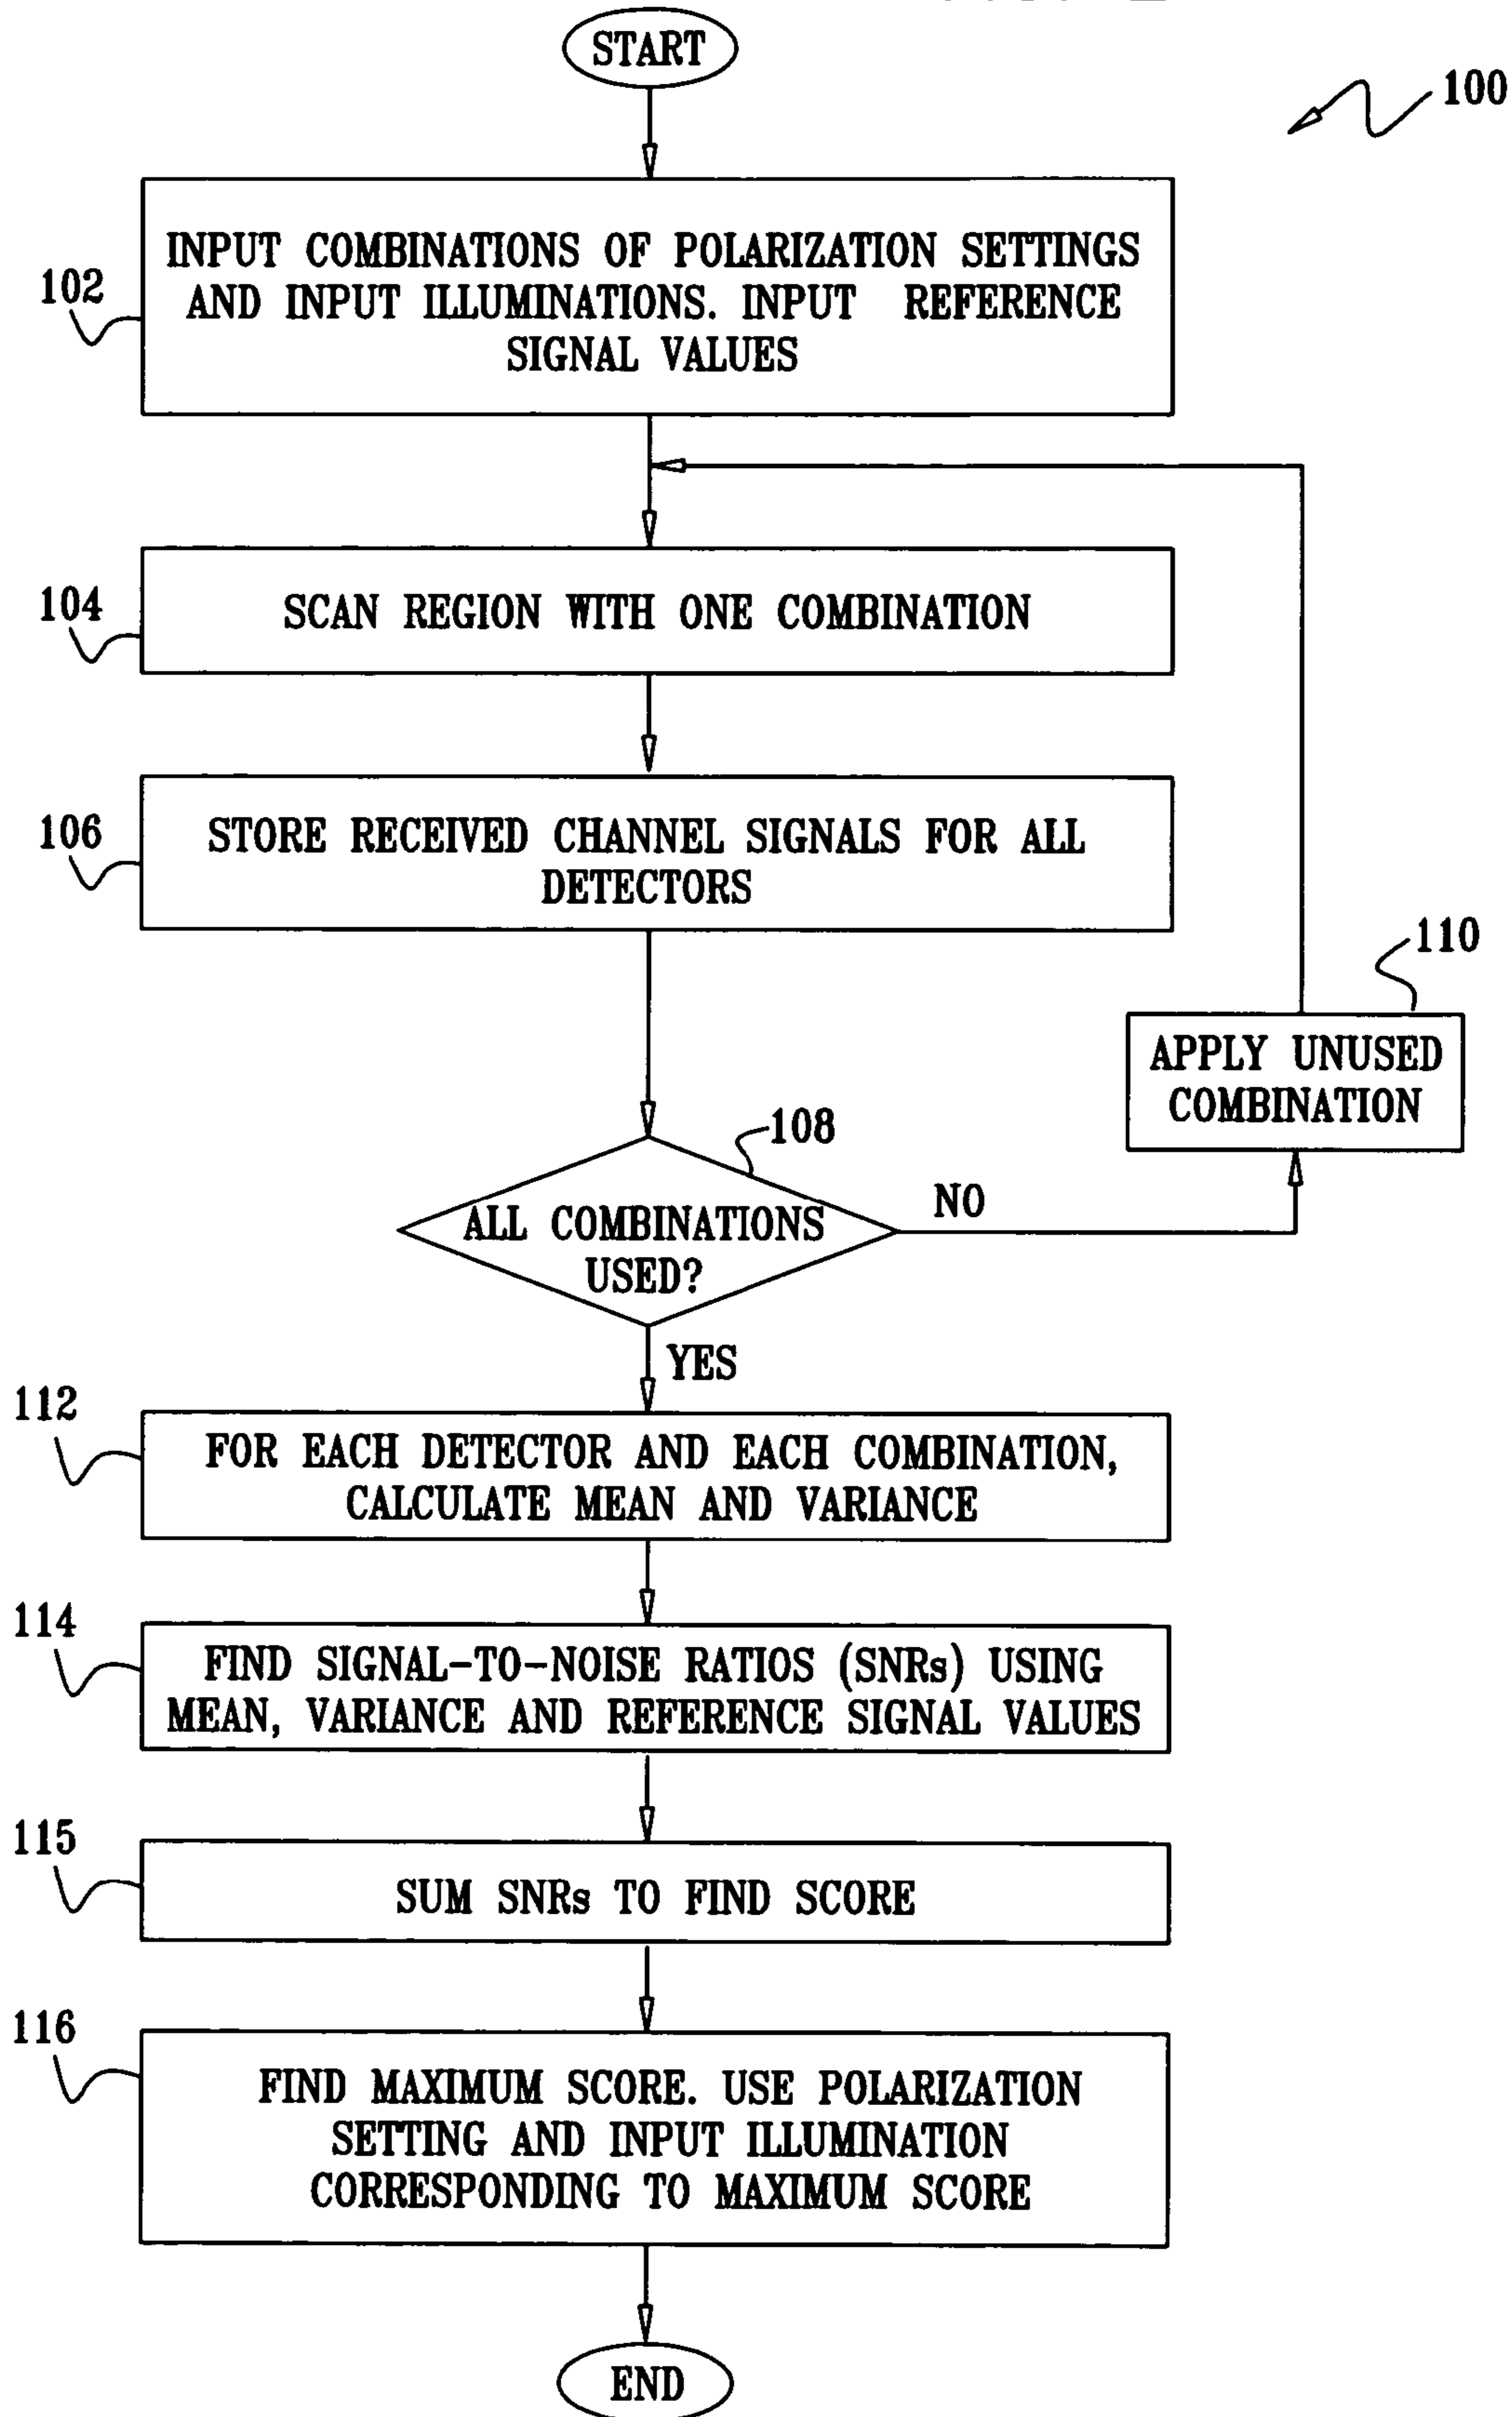 START
100
INPUT COMBINATIONS OF POLARIZATION SETTINGS
AND INPUT ILLUMINATIONS. INPUT REFERENCE
SIGNAL VALUES
102
SCAN REGION WITH ONE COMBINATION
104
STORE RECEIVED CHANNEL SIGNALS FOR ALL
DETECTORS
106
110
APPLY UNUSED
COMBINATION
108
ALL COMBINATIONS
USED?
NO
YES
112
FOR EACH DETECTOR AND EACH COMBINATION,
CALCULATE MEAN AND VARIANCE
114
FIND SIGNAL-TO-NOISE RATIOS (SNRs) USING
MEAN, VARIANCE AND REFERENCE SIGNAL VALUES
115
SUM SNRs TO FIND SCORE
116
FIND MAXIMUM SCORE. USE POLARIZATION
SETTING AND INPUT ILLUMINATION
CORRESPONDING TO MAXIMUM SCORE
END